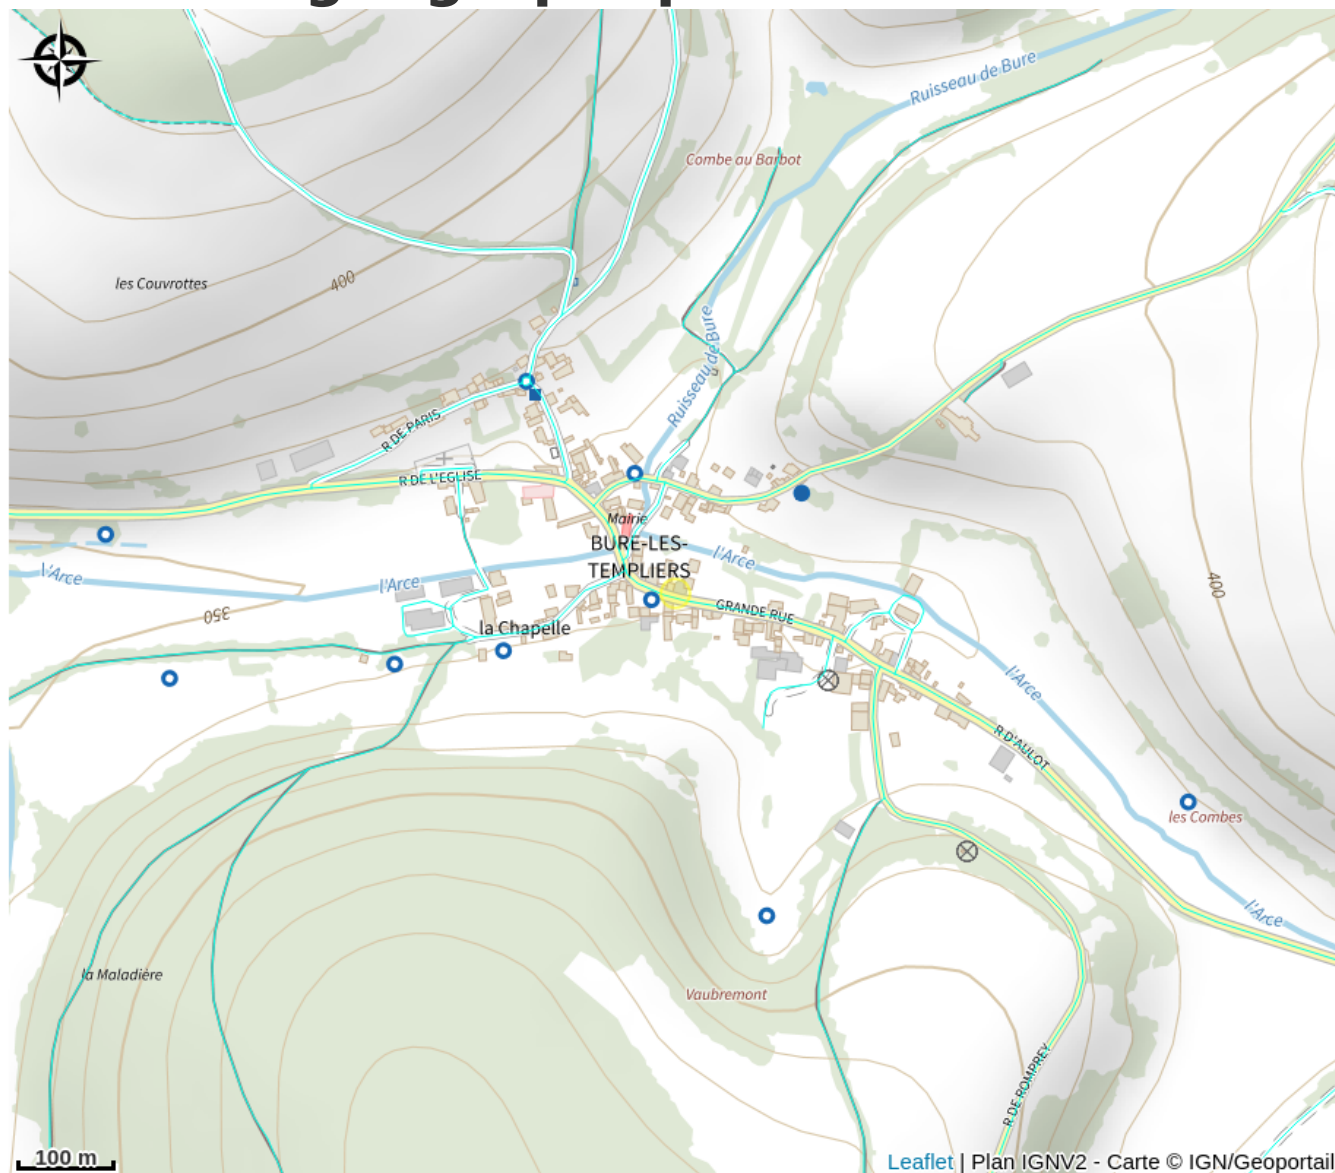 Ruisseau de Bure
Combe au Barbot
les Couvrottes
400
Ruisseau de Bure
R DE PARIS
R DE L'EGLISE
Mairie
BURE-LES-
TEMPLIERS
l'Arce
l'Arce
l'Arce
400
350
GRANDE RUE
la Chapelle
l'Arce
R D'AULOT
les Combes
l'Arce
la Maladière
Vaubremont
R DE ROMPREY
100 m
Leaflet | Plan IGNV2 - Carte © IGN/Geoportail